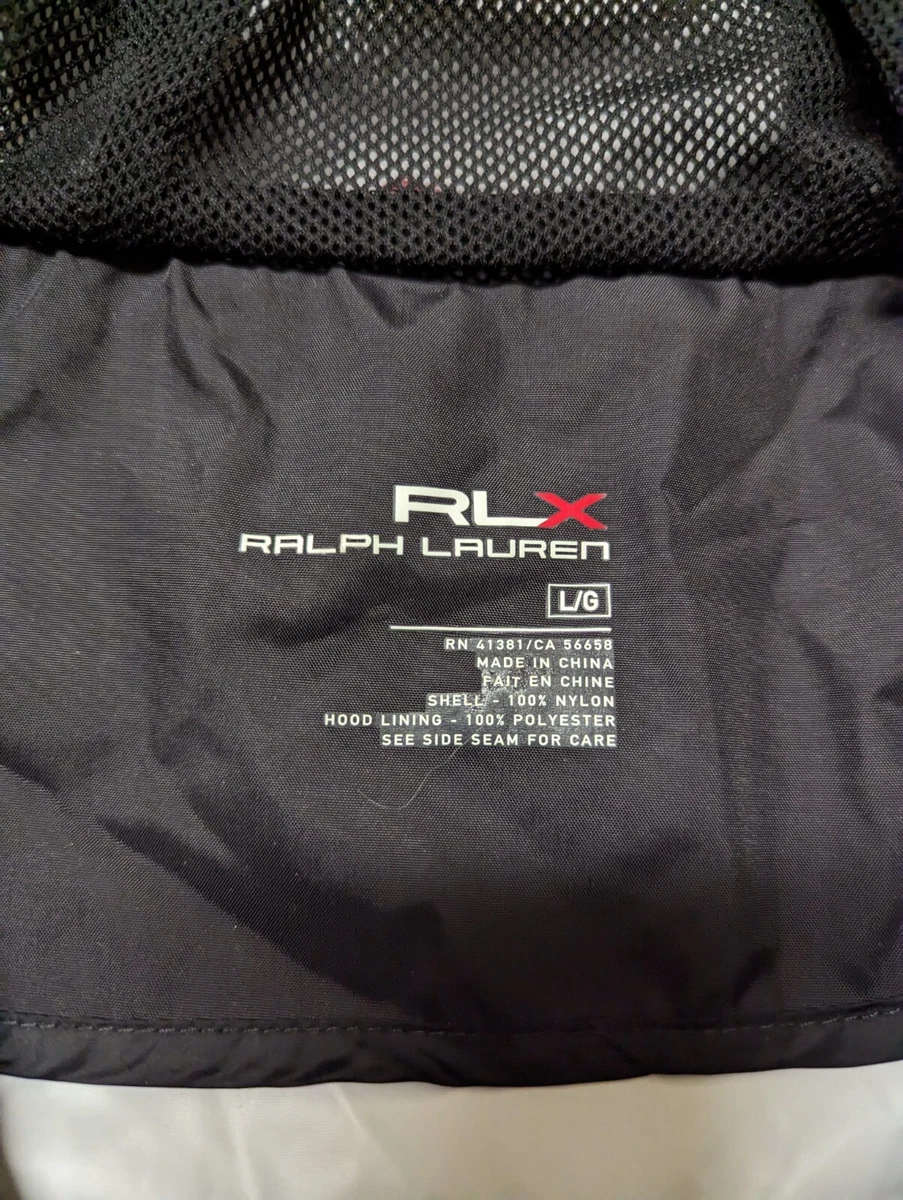 RLX
RALPH LAUREN
L/G
RN 41381/CA 56658
MADE IN CHINA
FAIT EN CHINE
SHELL - 100% NYLON
HOOD LINING - 100% POLYESTER
SEE SIDE SEAM FOR CARE